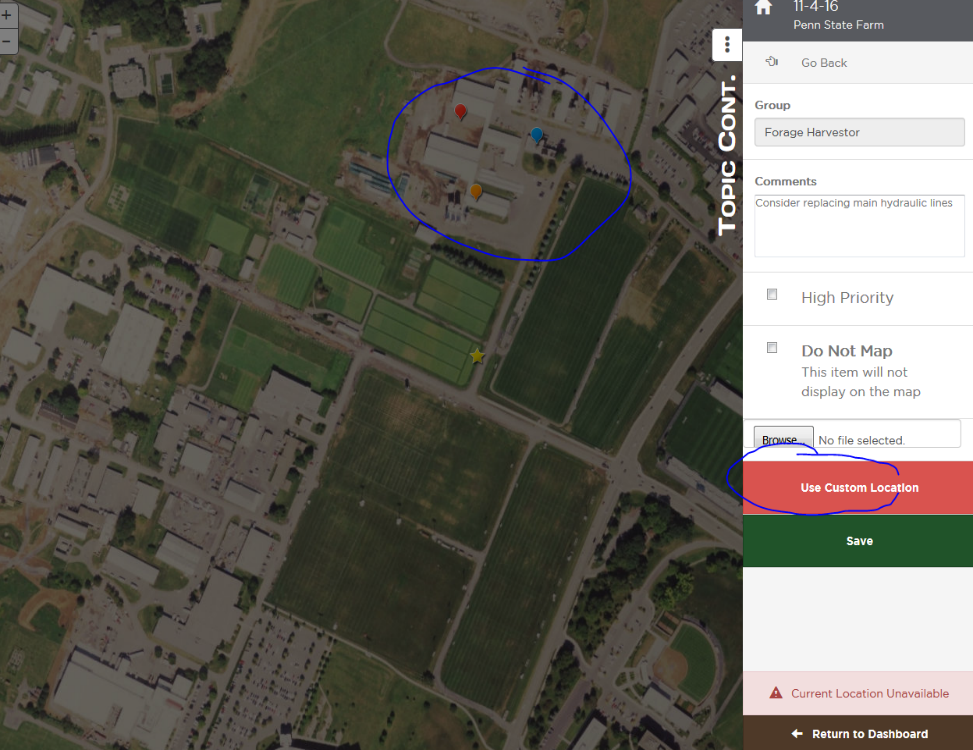 +
−
TOPIC CONT.
11-4-16
Penn State Farm
Go Back
Group
Forage Harvestor
Comments
Consider replacing main hydraulic lines
High Priority
Do Not Map
This item will not
display on the map
Browse... No file selected.
Use Custom Location
Save
Current Location Unavailable
Return to Dashboard